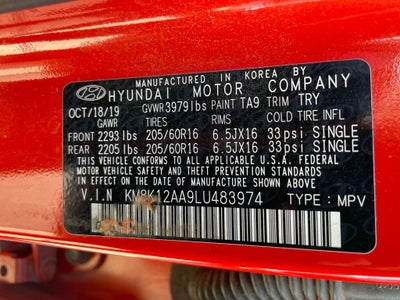 MANUFACTURED IN KOREA BY
HYUNDAI MOTOR COMPANY
OCT/18/19 GVWR3979lbs PAINT TA9 TRIM TRY
GAWR TIRES RIMS COLD TIRE INFL
FRONT 2293 lbs 205/60R16 6.5JX16 33psi SINGLE
REAR 2205 lbs 205/60R16 6.5JX16 33psi SINGLE
THIS VEHICLE CONFORMS TO ALL APPLICABLE U.S.A. FEDERAL
MOTOR VEHICLE SAFETY BUMPER, AND THEFT PREVENTION
STANDARDS IN EFFECT ON THE DATE OF MANUFACTURE SHOWN ABOVE.
V.I.N KM8K12AA9LU483974 TYPE: MPV